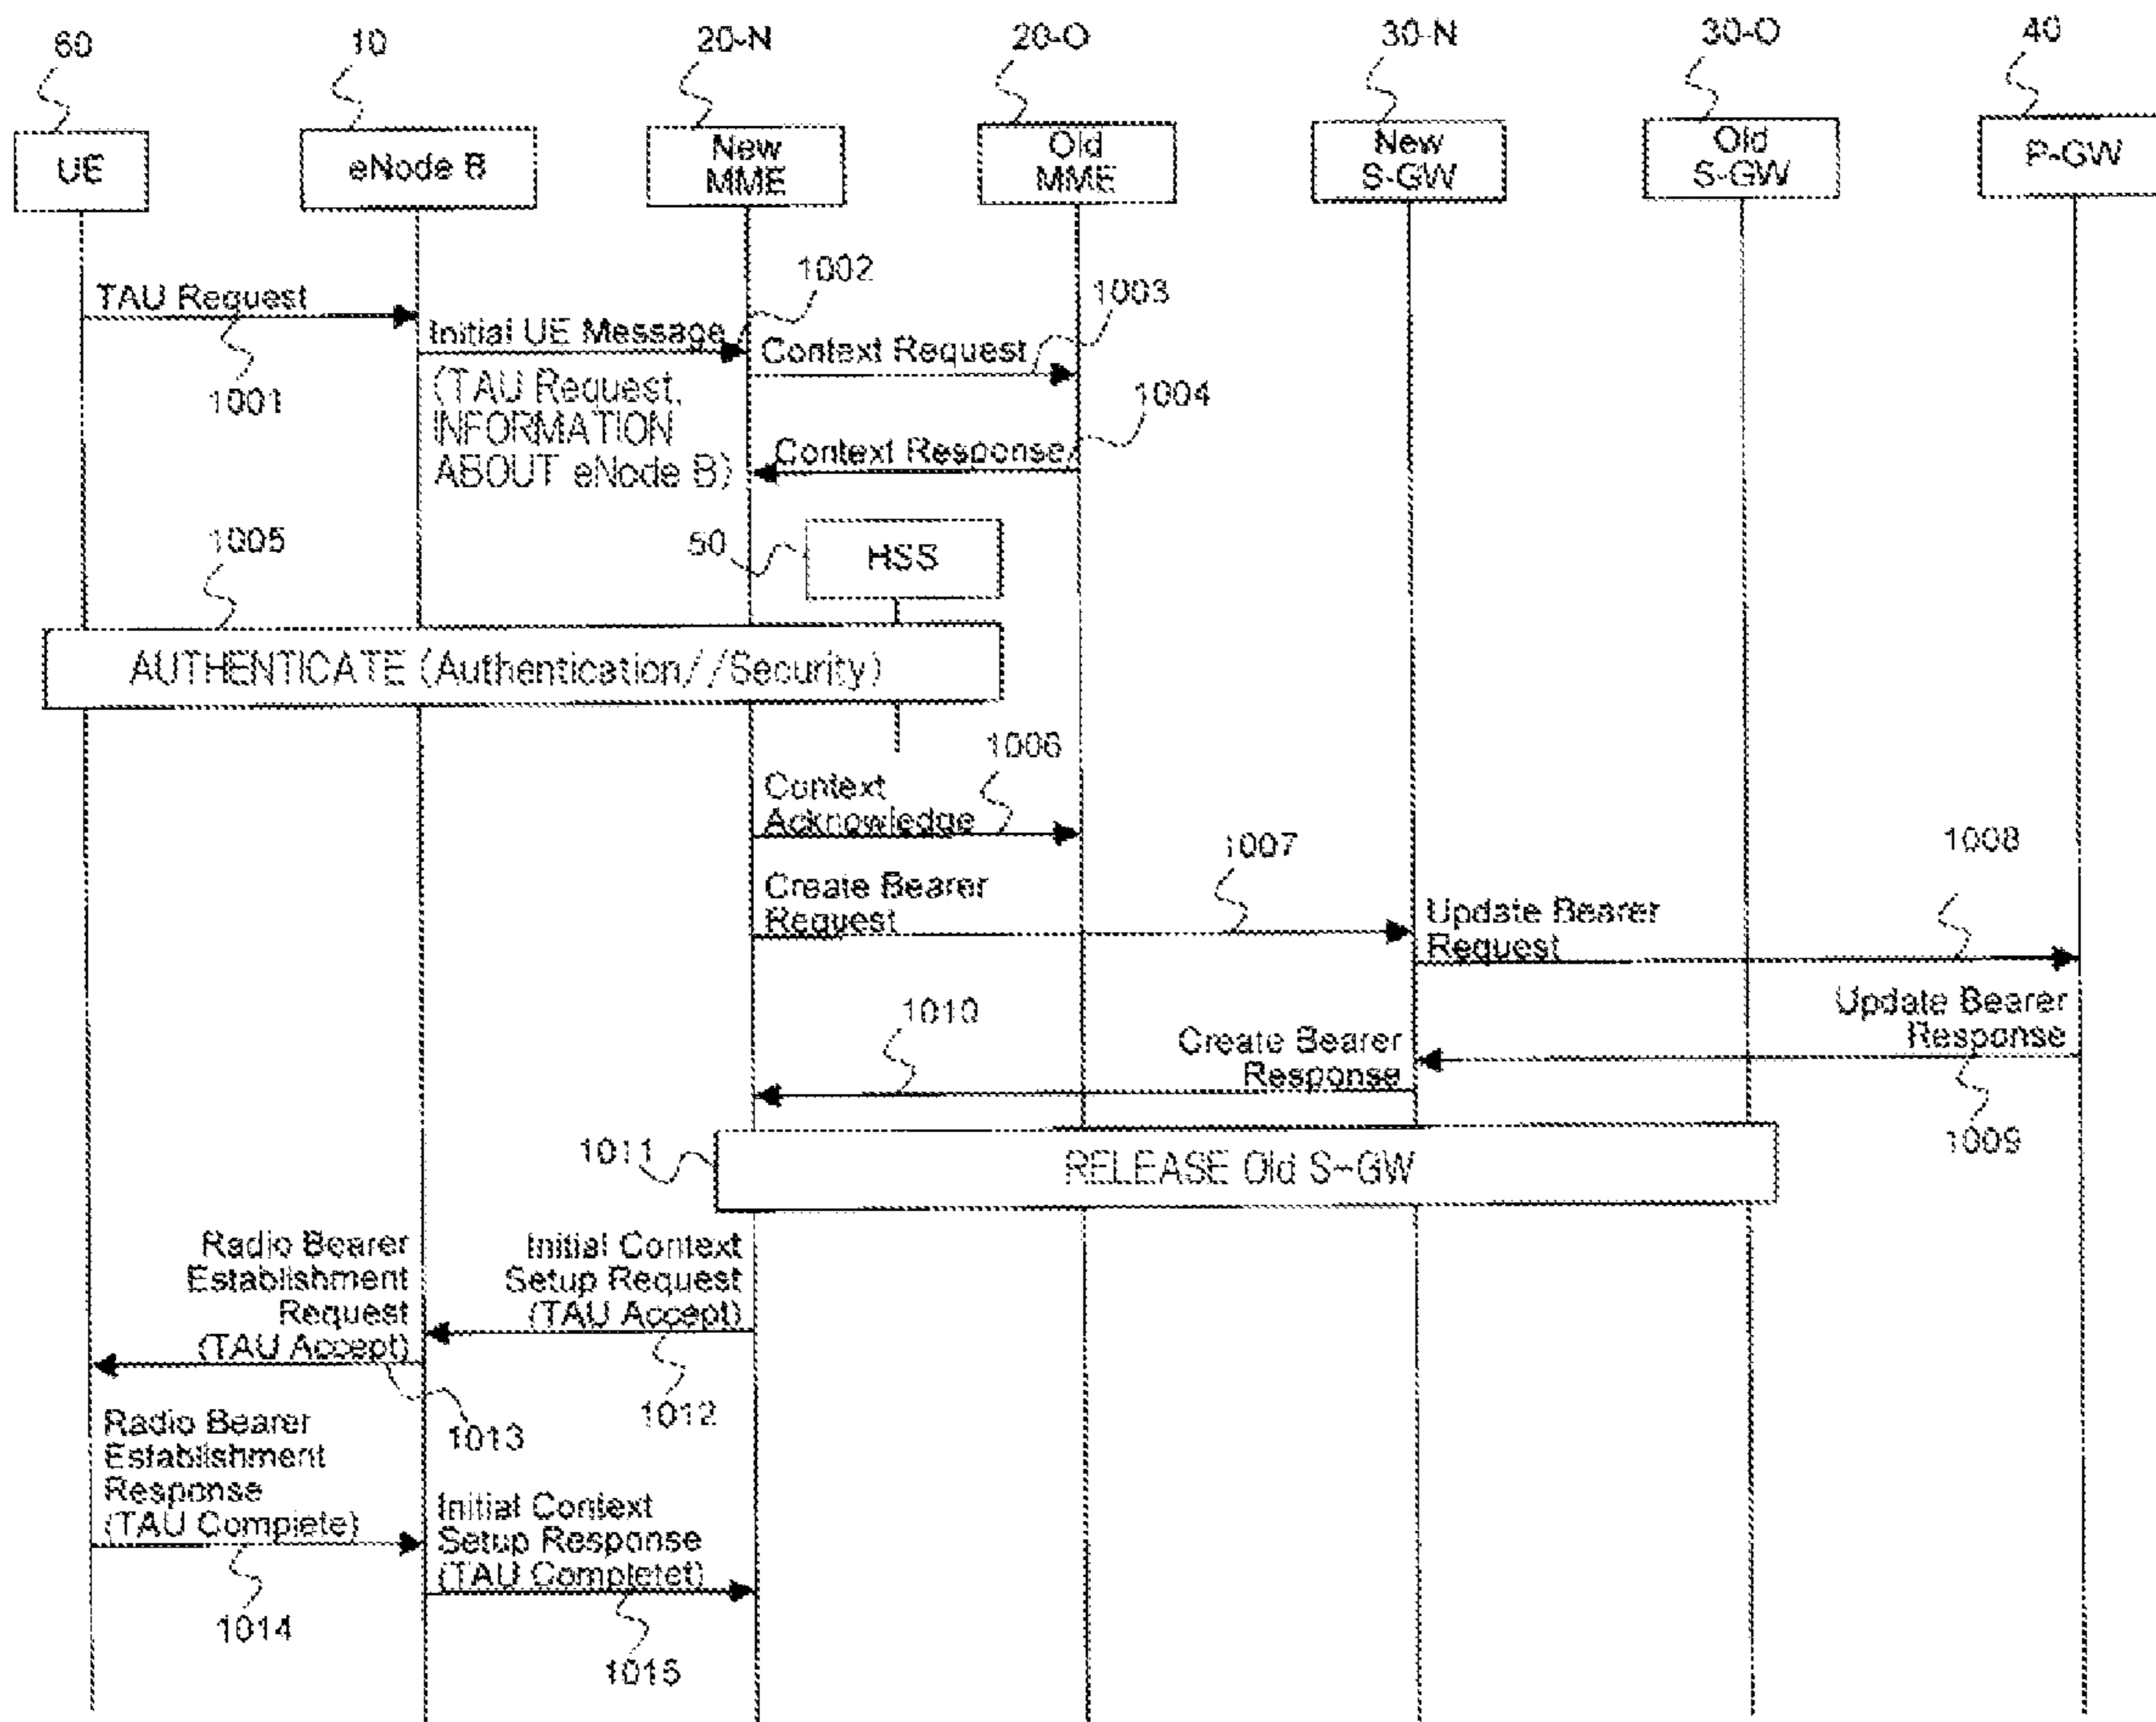 60
10
20-N
20-O
30-N
30-O
40
UE
eNode B
New
MME
Old
MME
New
S-GW
Old
S-GW
P-GW
TAU Request
1001
1002
Initial UE Message
(TAU Request,
INFORMATION
ABOUT eNode B)
1003
Context Request
1004
Context Response
50
HSS
1005
AUTHENTICATE (Authentication//Security)
1006
Context
Acknowledge
1007
Create Bearer
Request
1008
Update Bearer
Request
Update Bearer
Response
1009
1010
Create Bearer
Response
1011
RELEASE Old S-GW
Initial Context
Setup Request
(TAU Accept)
1012
Radio Bearer
Establishment
Request
(TAU Accept)
1013
Radio Bearer
Establishment
Response
(TAU Complete)
1014
Initial Context
Setup Response
(TAU Completet)
1015